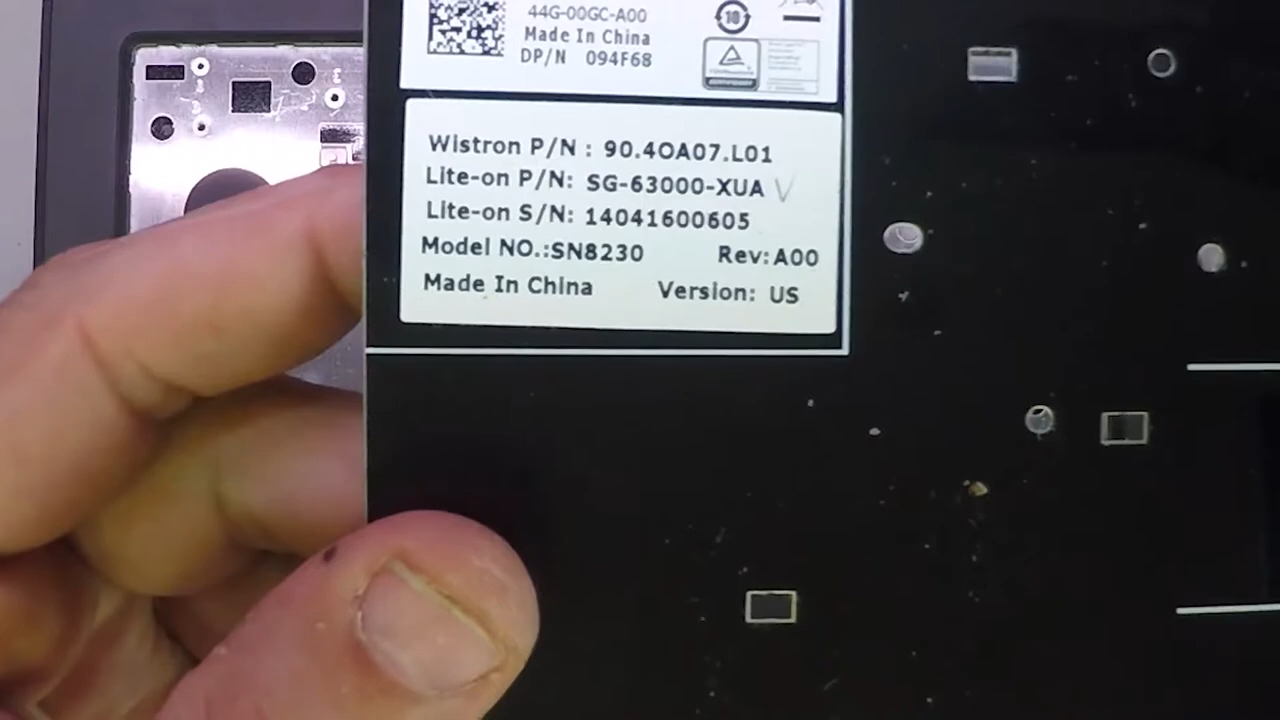 44G-00GC-A00
Made In China
DP/N 094F68
10
Wistron P/N : 90.4OA07.L01
Lite-on P/N: SG-63000-XUA V
Lite-on S/N: 14041600605
Model NO.:SN8230 Rev:A00
Made In China Version: US